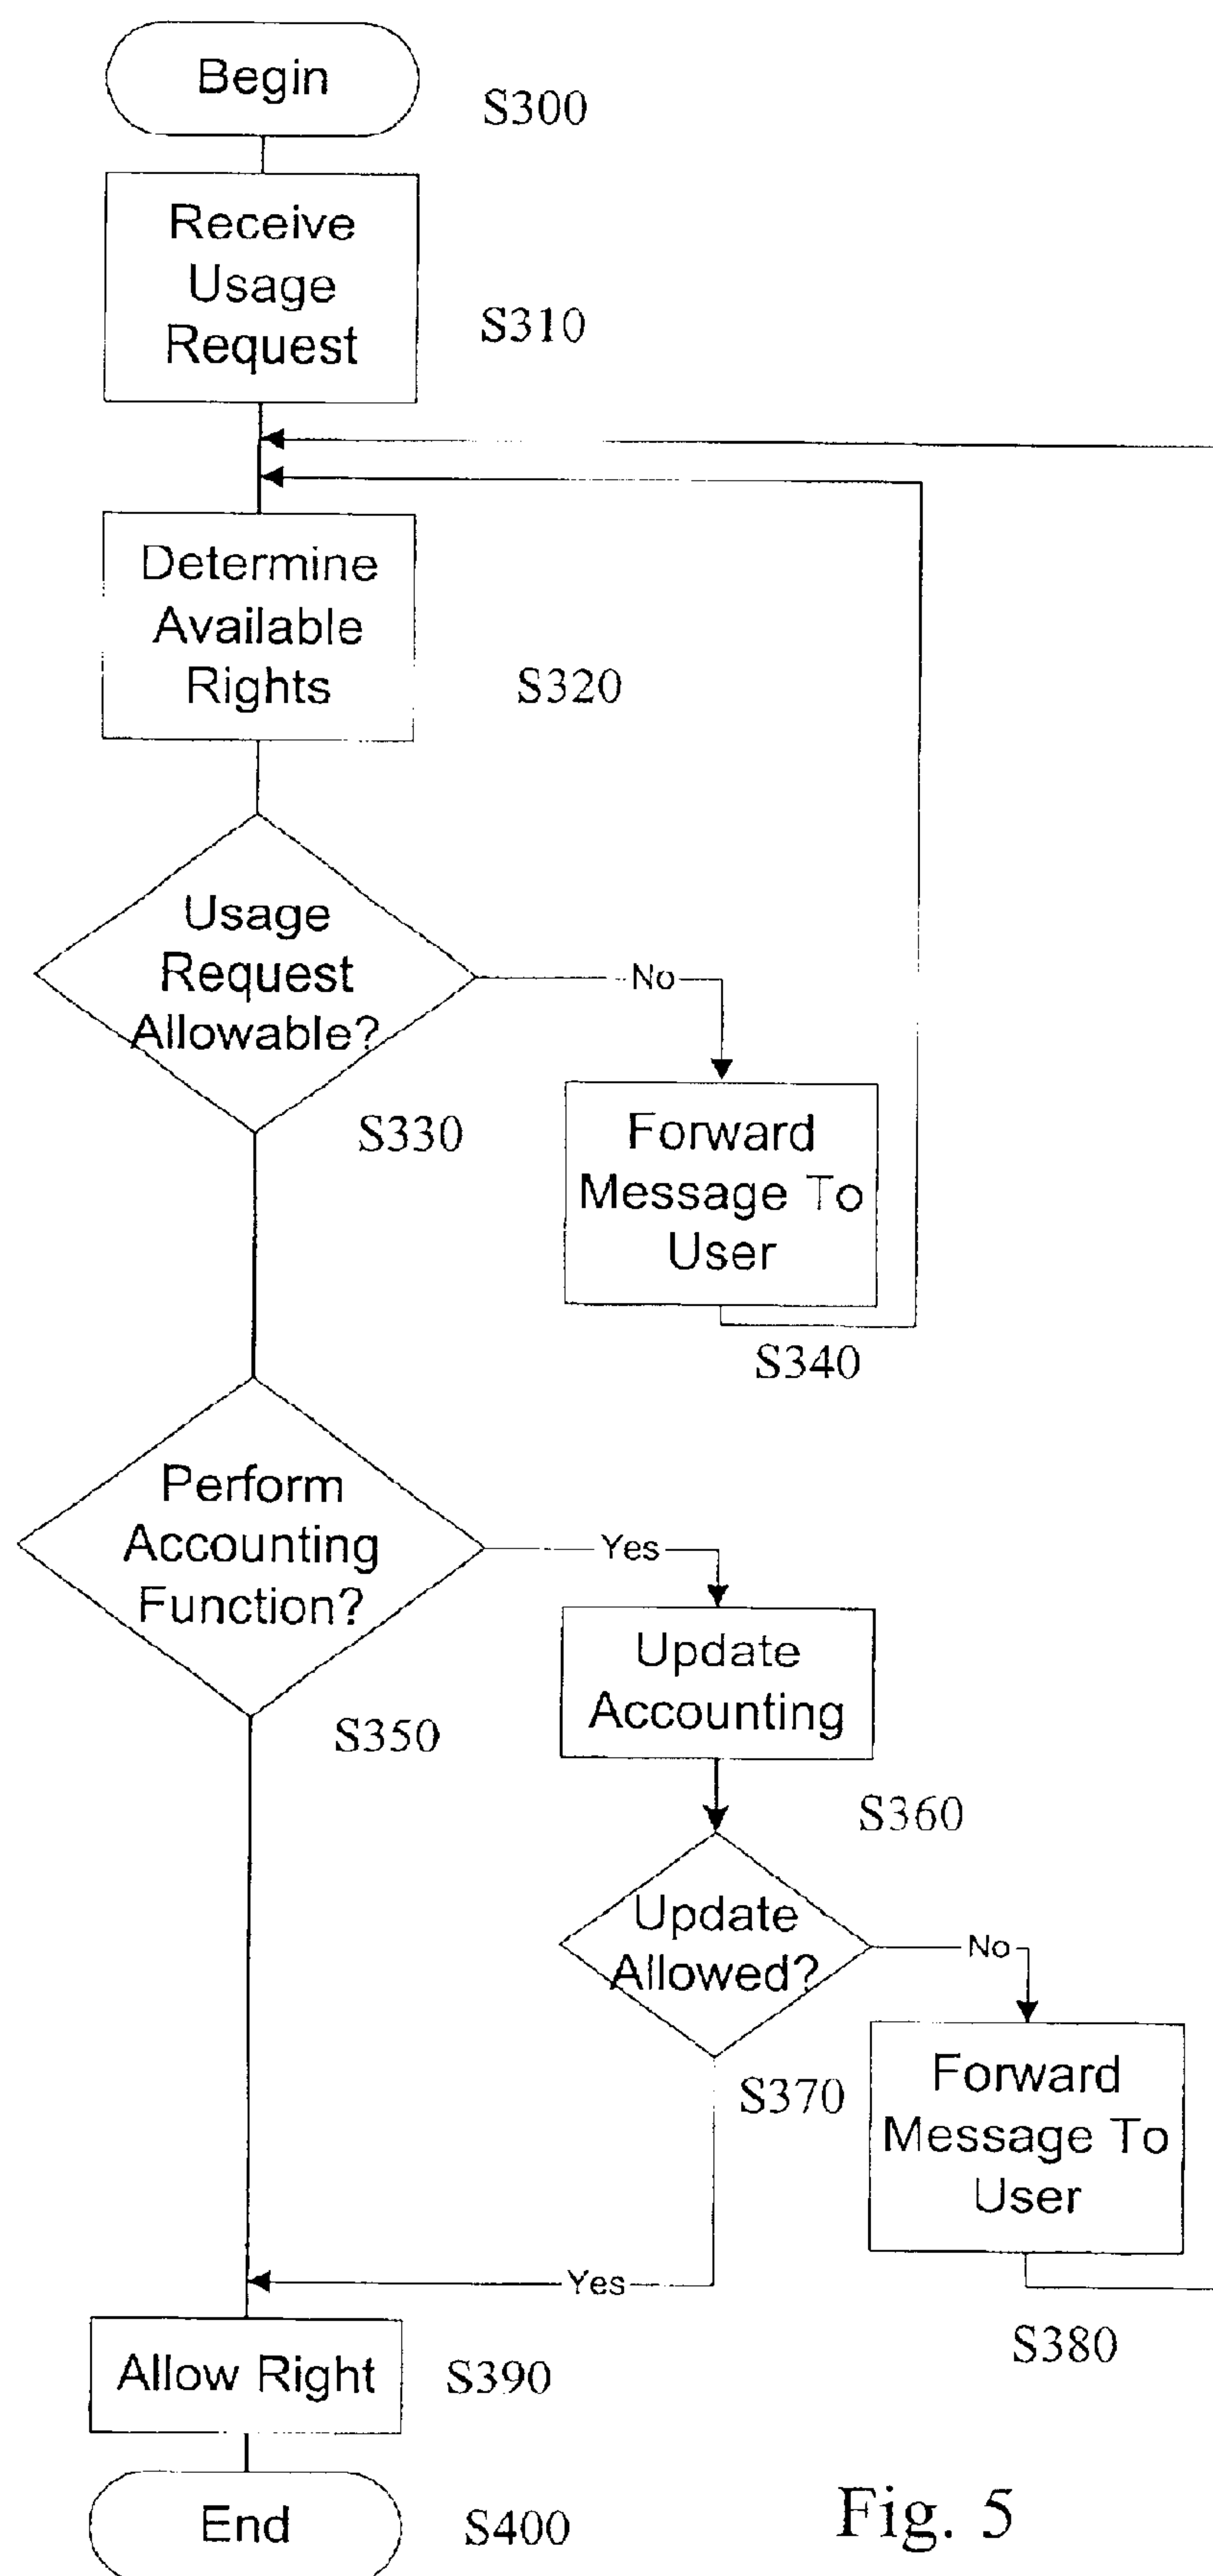 Begin
S300
Receive
Usage
Request
S310
Determine
Available
Rights
S320
Usage
Request
Allowable?
No
S330
Forward
Message To
User
S340
Perform
Accounting
Function?
Yes
S350
Update
Accounting
S360
Update
Allowed?
No
S370
Forward
Message To
User
S380
Yes
Allow Right
S390
End
S400
Fig. 5